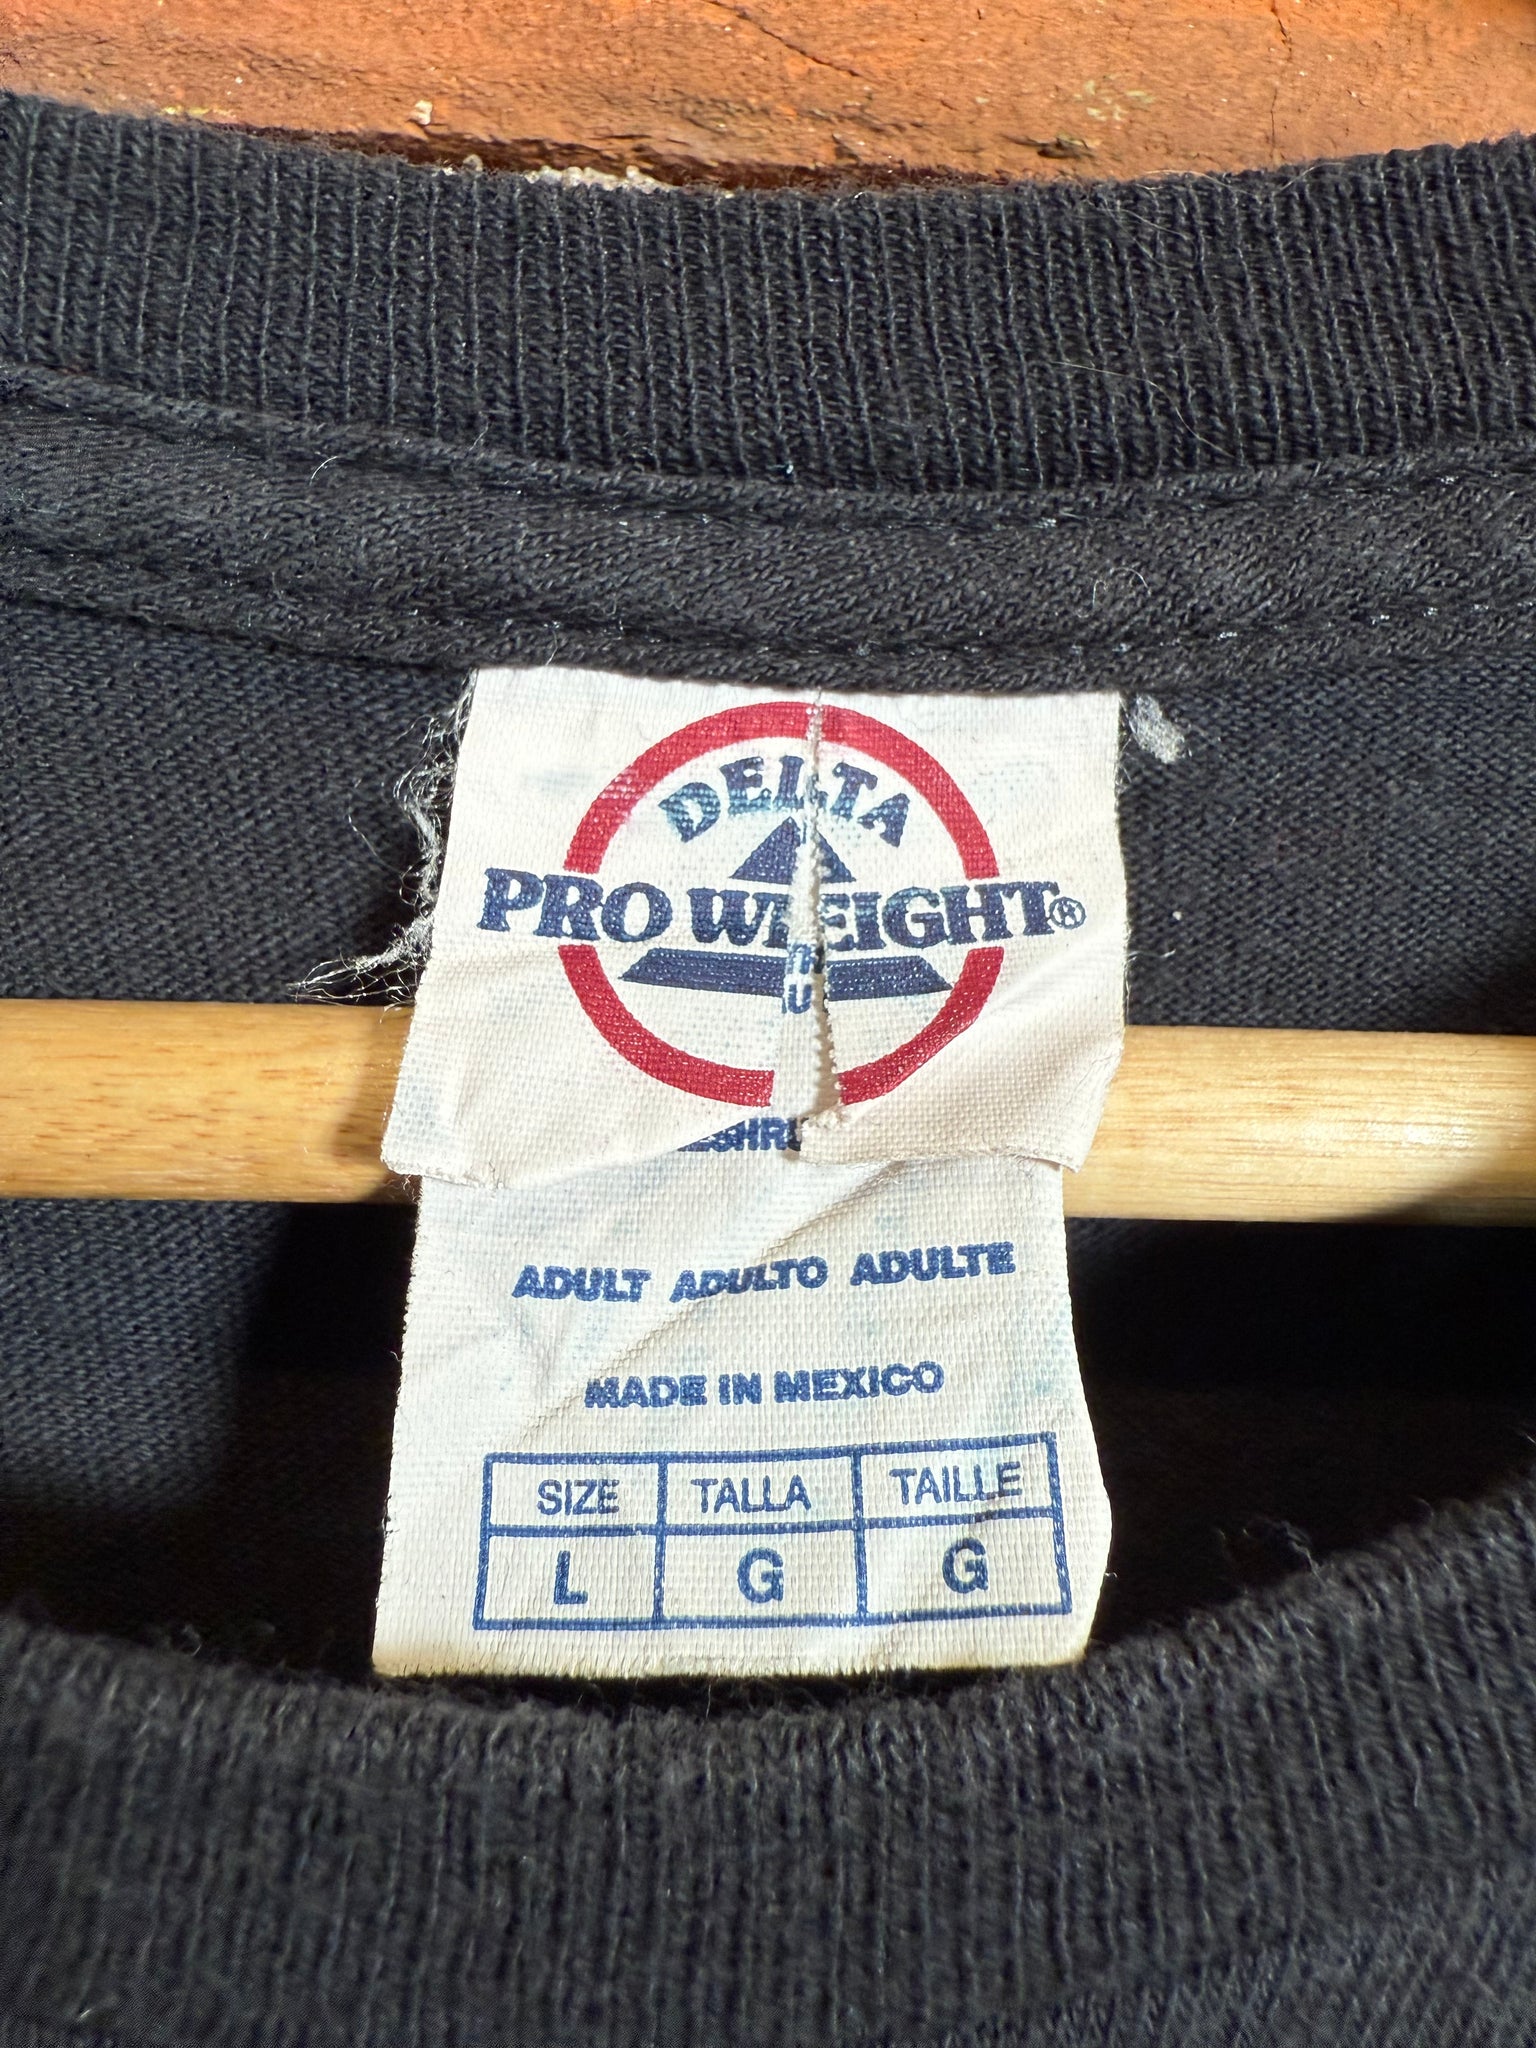 DELTA
PRO WEIGHT®
ADULT ADULTO ADULTE
MADE IN MEXICO
SIZE TALLA TAILLE
L G G